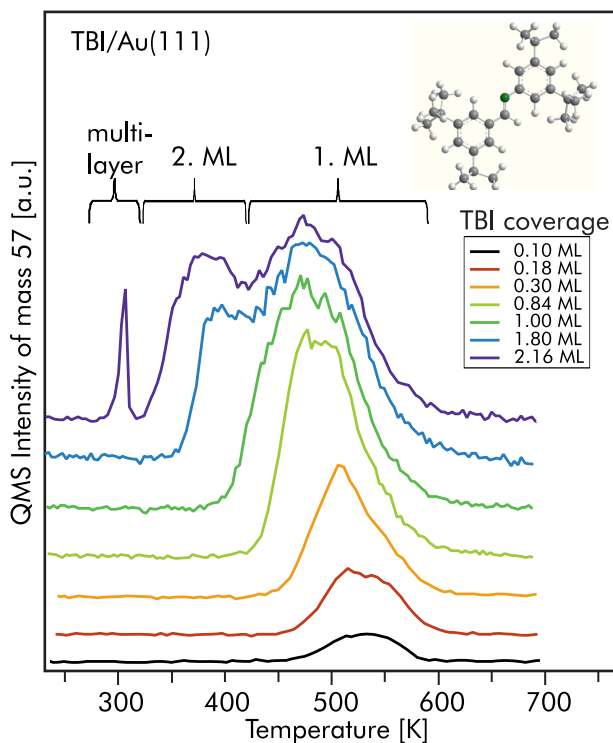 TBI/Au(111)
multi-
layer
2. ML
1. ML
TBI coverage
0.10 ML
0.18 ML
0.30 ML
0.84 ML
1.00 ML
1.80 ML
2.16 ML
QMS Intensity of mass 57 [a.u.]
300 400 500 600 700
Temperature [K]